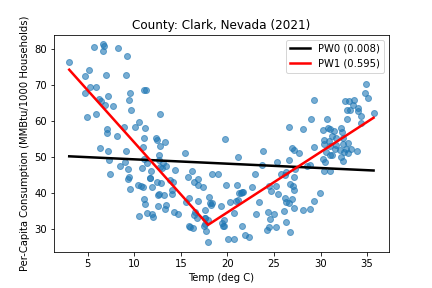 County: Clark, Nevada (2021)
PW0 (0.008)
PW1 (0.595)
Per-Capita Consumption (MMBtu/1000 Households)
80
70
60
50
40
30
5 10 15 20 25 30 35
Temp (deg C)